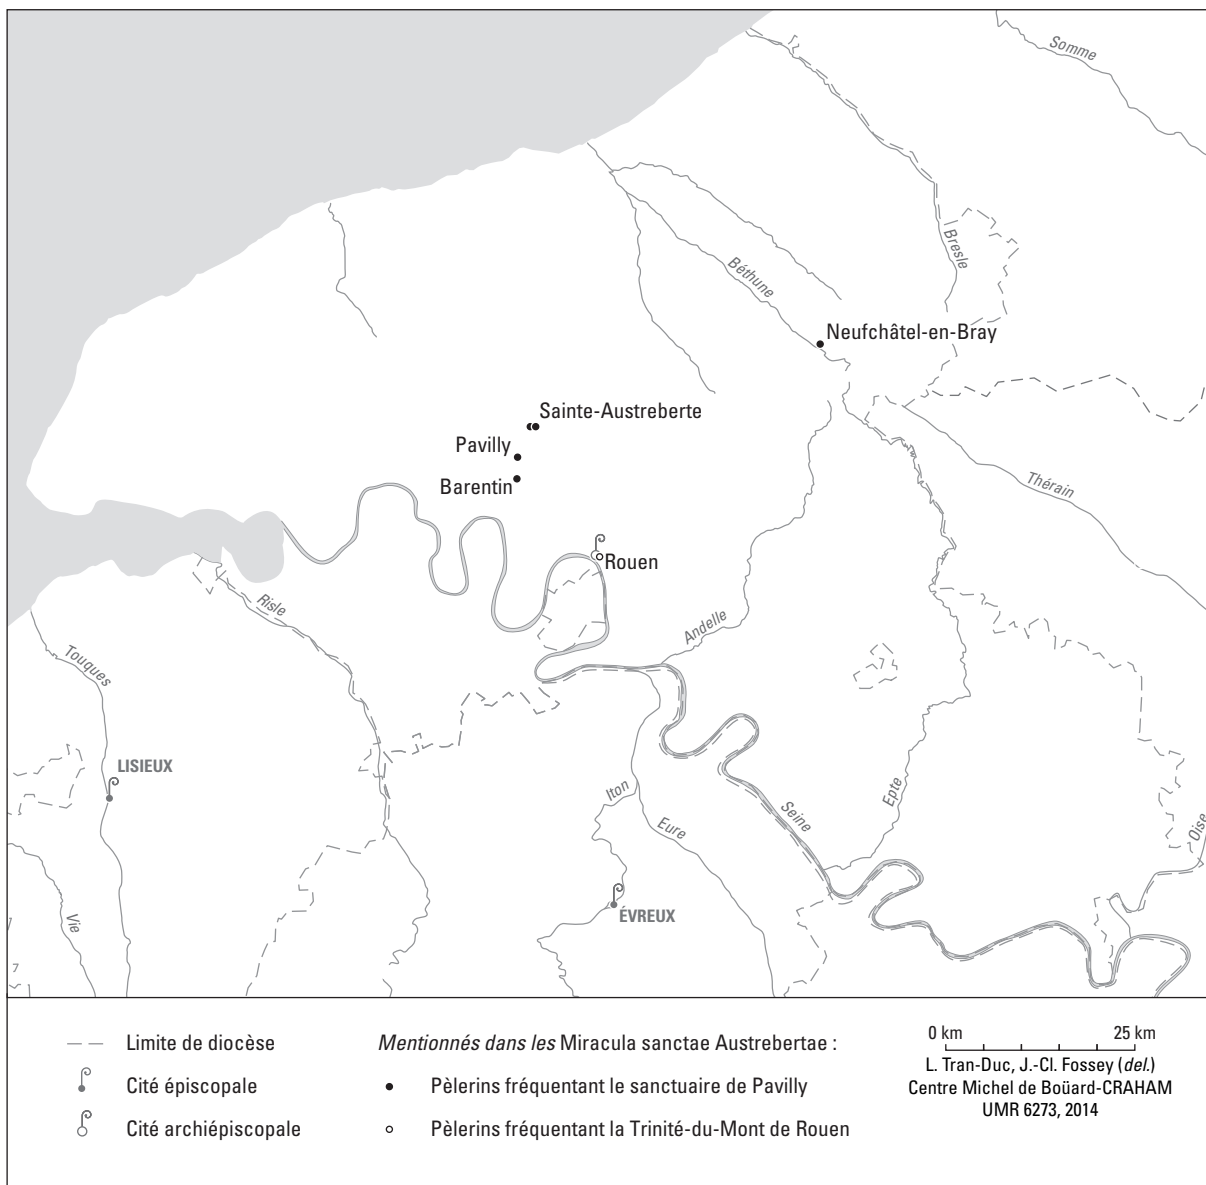 Somme
Bresle
Béthune
Neufchâtel-en-Bray
Sainte-Austreberte
Pavilly
Barentin
Thérain
Rouen
Risle
Andelle
Touques
LISIEUX
Iton
Eure
Seine
Epte
Oise
Vie
ÉVREUX
Limite de diocèse
Cité épiscopale
Cité archiépiscopale
Mentionnés dans les Miracula sanctae Austrebertae :
Pèlerins fréquentant le sanctuaire de Pavilly
Pèlerins fréquentant la Trinité-du-Mont de Rouen
0 km 25 km
L. Tran-Duc, J.-Cl. Fossey (del.)
Centre Michel de Boüard-CRAHAM
UMR 6273, 2014